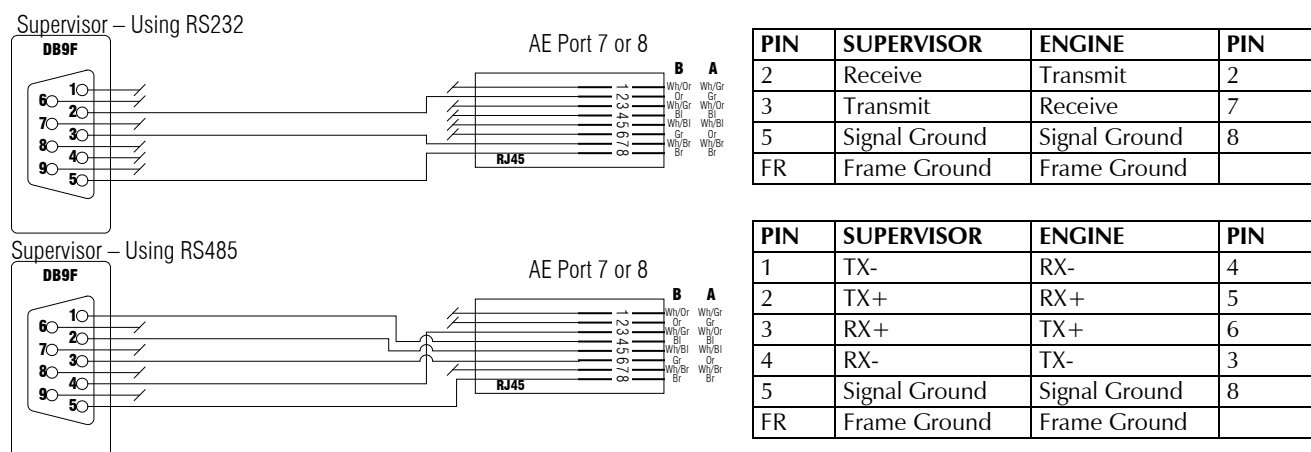 Supervisor – Using RS232
DB9F
1
6
2
7
3
8
4
9
5
AE Port 7 or 8
B A
1 Wh/Or Wh/Gr
2 Or Gr
3 Wh/Gr Wh/Or
4 Bl Bl
5 Wh/Bl Wh/Bl
6 Gr Or
7 Wh/Br Wh/Br
8 Br Br
RJ45
PIN SUPERVISOR ENGINE PIN
2 Receive Transmit 2
3 Transmit Receive 7
5 Signal Ground Signal Ground 8
FR Frame Ground Frame Ground
Supervisor – Using RS485
DB9F
1
6
2
7
3
8
4
9
5
AE Port 7 or 8
B A
1 Wh/Or Wh/Gr
2 Or Gr
3 Wh/Gr Wh/Or
4 Bl Bl
5 Wh/Bl Wh/Bl
6 Gr Or
7 Wh/Br Wh/Br
8 Br Br
RJ45
PIN SUPERVISOR ENGINE PIN
1 TX- RX- 4
2 TX+ RX+ 5
3 RX+ TX+ 6
4 RX- TX- 3
5 Signal Ground Signal Ground 8
FR Frame Ground Frame Ground